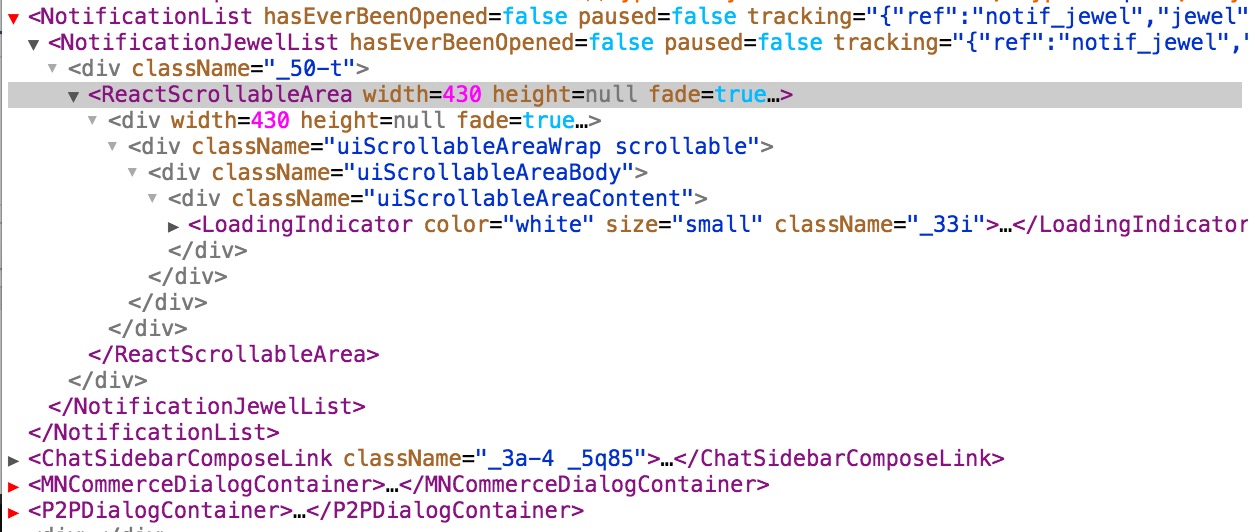 <NotificationList hasEverBeenOpened=false paused=false tracking="{"ref":"notif_jewel","jewel"
<NotificationJewelList hasEverBeenOpened=false paused=false tracking="{"ref":"notif_jewel",
<div className="_50-t">
<ReactScrollableArea width=430 height=null fade=true…>
<div width=430 height=null fade=true…>
<div className="uiScrollableAreaWrap scrollable">
<div className="uiScrollableAreaBody">
<div className="uiScrollableAreaContent">
<LoadingIndicator color="white" size="small" className="_33i">…</LoadingIndicator
</div>
</div>
</div>
</div>
</ReactScrollableArea>
</div>
</NotificationJewelList>
</NotificationList>
<ChatSidebarComposeLink className="_3a-4 _5q85">…</ChatSidebarComposeLink>
<MNCommerceDialogContainer>…</MNCommerceDialogContainer>
<P2PDialogContainer>…</P2PDialogContainer>